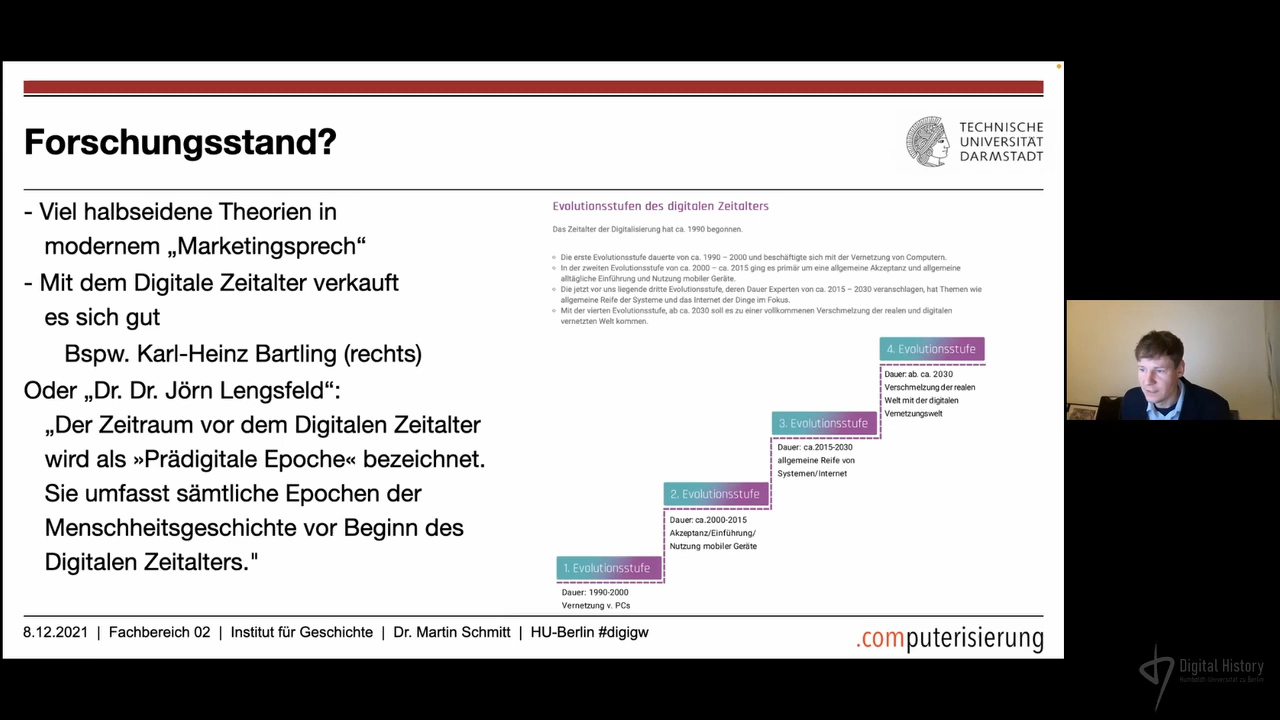 Forschungsstand?
TECHNISCHE
UNIVERSITÄT
DARMSTADT
- Viel halbseidene Theorien in
modernem „Marketingsprech“
- Mit dem Digitale Zeitalter verkauft
es sich gut
Bspw. Karl-Heinz Bartling (rechts)
Oder „Dr. Dr. Jörn Lengsfeld“:
„Der Zeitraum vor dem Digitalen Zeitalter
wird als »Prädigitale Epoche« bezeichnet.
Sie umfasst sämtliche Epochen der
Menschheitsgeschichte vor Beginn des
Digitalen Zeitalters."
Evolutionsstufen des digitalen Zeitalters
Das Zeitalter der Digitalisierung hat ca. 1990 begonnen.
Die erste Evolutionsstufe dauerte von ca. 1990 – 2000 und beschäftigte sich mit der Vernetzung von Computern.
In der zweiten Evolutionsstufe von ca. 2000 – ca. 2015 ging es primär um eine allgemeine Akzeptanz und allgemeine
alltägliche Einführung und Nutzung mobiler Geräte.
Die jetzt vor uns liegende dritte Evolutionsstufe, deren Dauer Experten von ca. 2015 – 2030 veranschlagen, hat Themen wie
allgemeine Reife der Systeme und das Internet der Dinge im Fokus.
Mit der vierten Evolutionsstufe, ab ca. 2030 soll es zu einer vollkommenen Verschmelzung der realen und digitalen
vernetzten Welt kommen.
4. Evolutionsstufe
Dauer: ab. ca. 2030
Verschmelzung der realen
Welt mit der digitalen
Vernetzungswelt
3. Evolutionsstufe
Dauer: ca.2015-2030
allgemeine Reife von
Systemen/Internet
2. Evolutionsstufe
Dauer: ca.2000-2015
Akzeptanz/Einführung/
Nutzung mobiler Geräte
1. Evolutionsstufe
Dauer: 1990-2000
Vernetzung v. PCs
8.12.2021 | Fachbereich 02 | Institut für Geschichte | Dr. Martin Schmitt | HU-Berlin #digigw
.computerisierung
Digital History
Humboldt-Universität zu Berlin